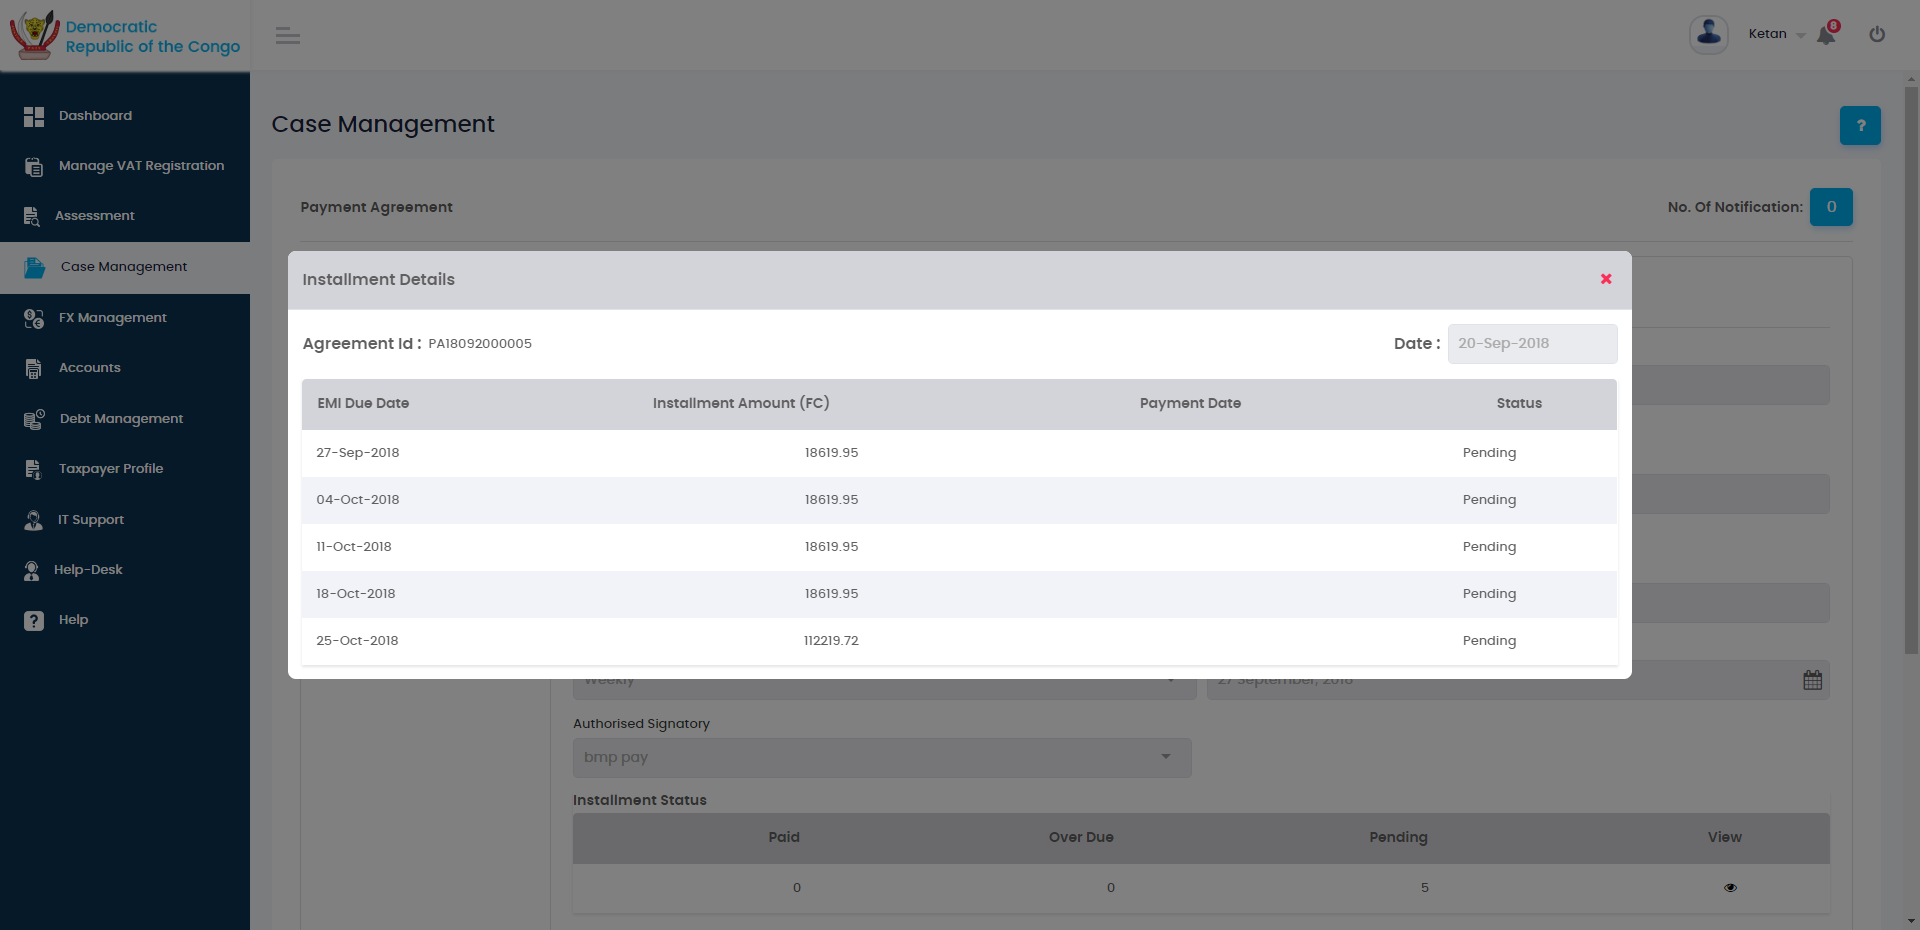 Democratic
Republic of the Congo
Ketan
8
Dashboard
Manage VAT Registration
Assessment
Case Management
FX Management
Accounts
Debt Management
Taxpayer Profile
IT Support
Help-Desk
Help
Case Management
?
Payment Agreement
No. Of Notification: 0
Installment Details
Agreement Id : PA18092000005
Date : 20-Sep-2018
EMI Due Date Installment Amount (FC) Payment Date Status
27-Sep-2018 18619.95 Pending
04-Oct-2018 18619.95 Pending
11-Oct-2018 18619.95 Pending
18-Oct-2018 18619.95 Pending
25-Oct-2018 112219.72 Pending
Weekly 27 September, 2018
Authorised Signatory
bmp pay
Installment Status
Paid Over Due Pending View
0 0 5